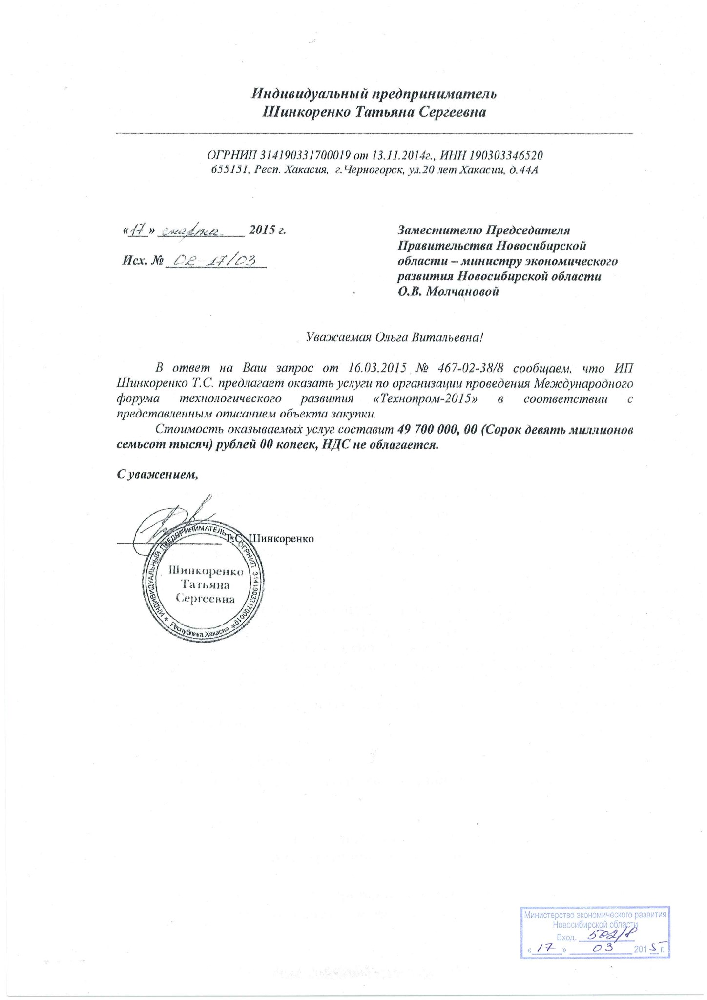 Индивидуальный предприниматель
Шинкоренко Татьяна Сергеевна
ОГРНИП 314190331700019 от 13.11.2014г., ИНН 190303346520
655151, Респ. Хакасия, г.Черногорск, ул.20 лет Хакасии, д.44А
«17» марта 2015 г.
Исх. № 02-17/03
Заместителю Председателя
Правительства Новосибирской
области – министру экономического
развития Новосибирской области
О.В. Молчановой
Уважаемая Ольга Витальевна!
В ответ на Ваш запрос от 16.03.2015 № 467-02-38/8 сообщаем, что ИП
Шинкоренко Т.С. предлагает оказать услуги по организации проведения Международного
форума технологического развития «Технопром-2015» в соответствии с
представленным описанием объекта закупки.
Стоимость оказываемых услуг составит 49 700 000, 00 (Сорок девять миллионов
семьсот тысяч) рублей 00 копеек, НДС не облагается.
С уважением,
Т.С. Шинкоренко
ИНДИВИДУАЛЬНЫЙ ПРЕДПРИНИМАТЕЛЬ * ОГРНИП 314190331700019 * Республика Хакасия *
Шинкоренко
Татьяна
Сергеевна
Министерство экономического развития
Новосибирской области
Вход. 502/8
«17» 03 2015 г.